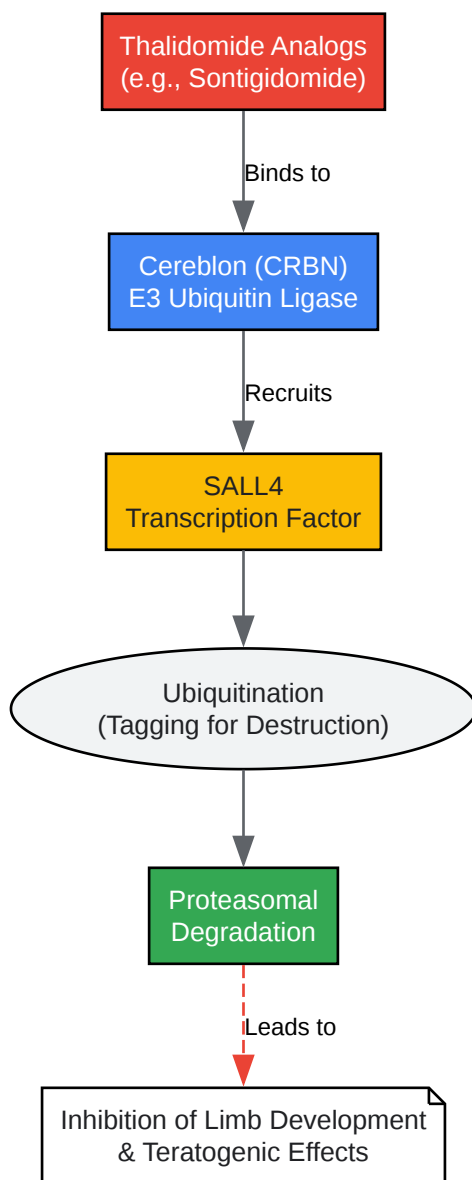 Thalidomide Analogs
(e.g., Sontigidomide)
Binds to
Cereblon (CRBN)
E3 Ubiquitin Ligase
Recruits
SALL4
Transcription Factor
Ubiquitination
(Tagging for Destruction)
Proteasomal
Degradation
Leads to
Inhibition of Limb Development
& Teratogenic Effects